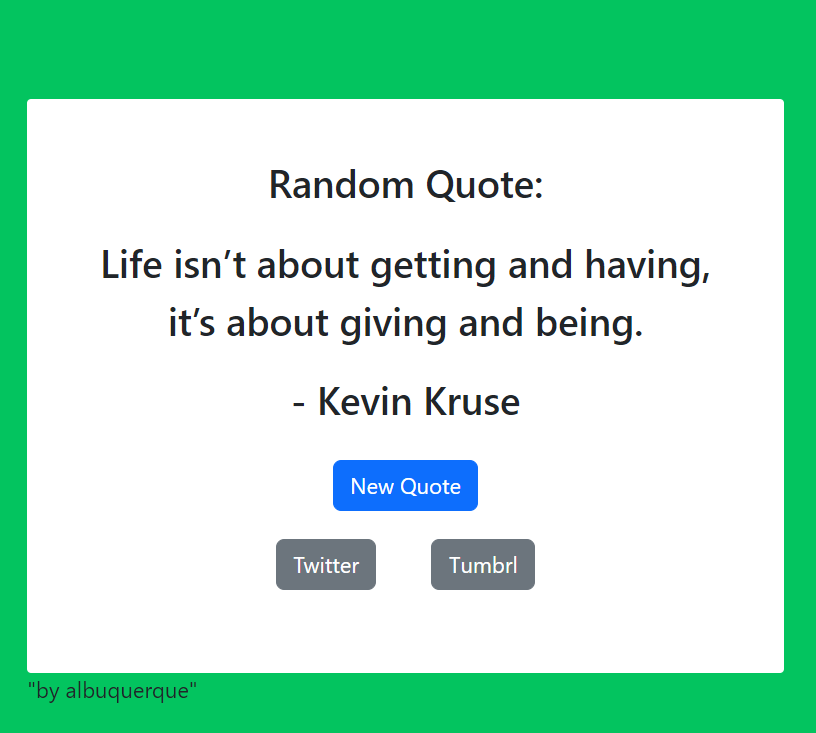 Random Quote:
Life isn’t about getting and having,
it’s about giving and being.
- Kevin Kruse
New Quote
Twitter Tumbrl
"by albuquerque"